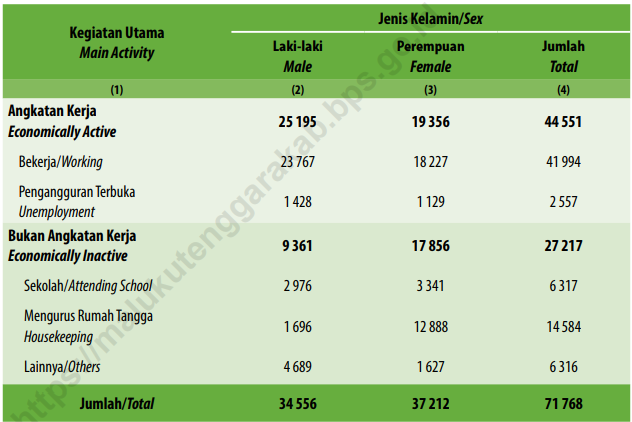 Kegiatan Utama
Main Activity
Jenis Kelamin/Sex
Laki-laki
Male
Perempuan
Female
Jumlah
Total
(1) (2) (3) (4)
Angkatan Kerja
Economically Active 25 195 19 356 44 551
Bekerja/Working 23 767 18 227 41 994
Pengangguran Terbuka
Unemployment 1 428 1 129 2 557
Bukan Angkatan Kerja
Economically Inactive 9 361 17 856 27 217
Sekolah/Attending School 2 976 3 341 6 317
Mengurus Rumah Tangga
Housekeeping 1 696 12 888 14 584
Lainnya/Others 4 689 1 627 6 316
Jumlah/Total 34 556 37 212 71 768
https://malukutenggarakab.bps.go.id